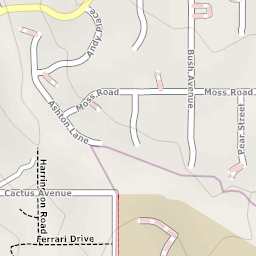 Andy Place
Moss Road
Bush Avenue
Moss Road
Ashton Lane
Pear Street
Cactus Avenue
Harrington Road
Ferrari Drive